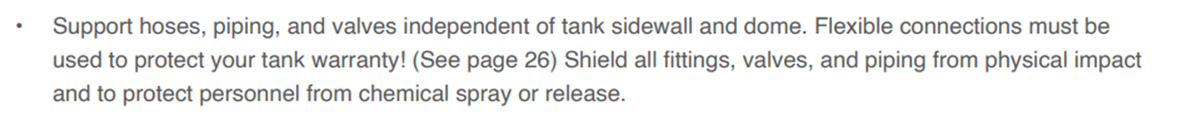 • Support hoses, piping, and valves independent of tank sidewall and dome. Flexible connections must be
used to protect your tank warranty! (See page 26) Shield all fittings, valves, and piping from physical impact
and to protect personnel from chemical spray or release.